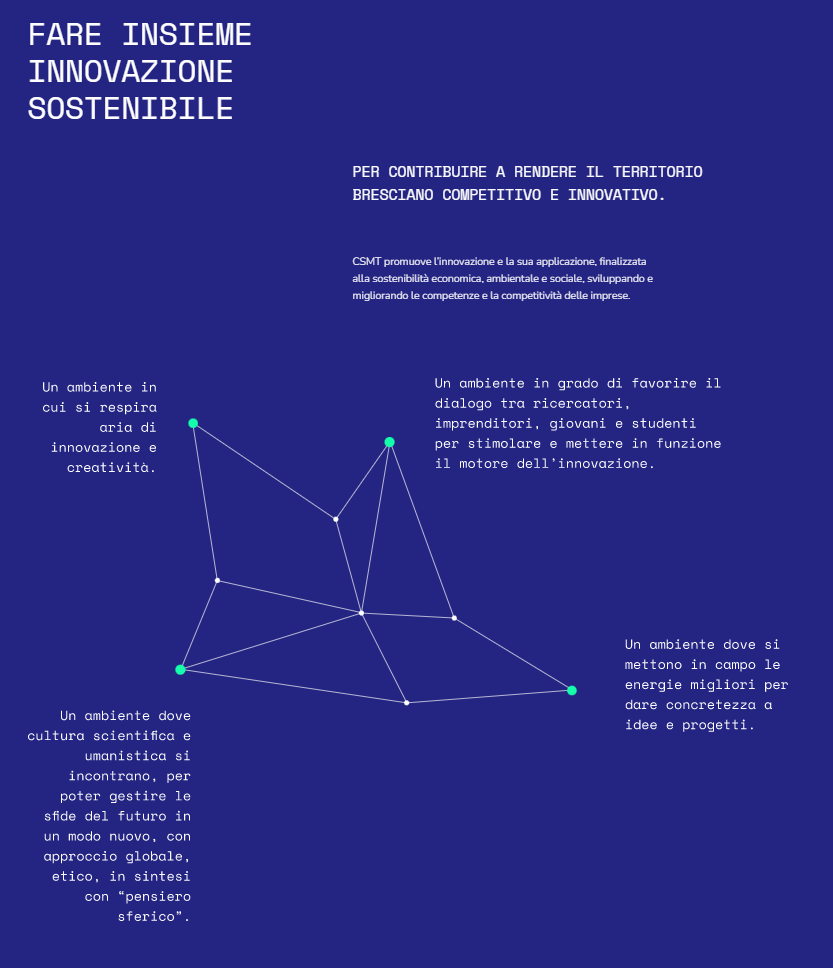 FARE INSIEME
INNOVAZIONE
SOSTENIBILE
PER CONTRIBUIRE A RENDERE IL TERRITORIO
BRESCIANO COMPETITIVO E INNOVATIVO.
CSMT promuove l'innovazione e la sua applicazione, finalizzata
alla sostenibilità economica, ambientale e sociale, sviluppando e
migliorando le competenze e la competitività delle imprese.
Un ambiente in
cui si respira
aria di
innovazione e
creatività.
Un ambiente in grado di favorire il
dialogo tra ricercatori,
imprenditori, giovani e studenti
per stimolare e mettere in funzione
il motore dell'innovazione.
Un ambiente dove si
mettono in campo le
energie migliori per
dare concretezza a
idee e progetti.
Un ambiente dove
cultura scientifica e
umanistica si
incontrano, per
poter gestire le
sfide del futuro in
un modo nuovo, con
approccio globale,
etico, in sintesi
con “pensiero
sferico”.